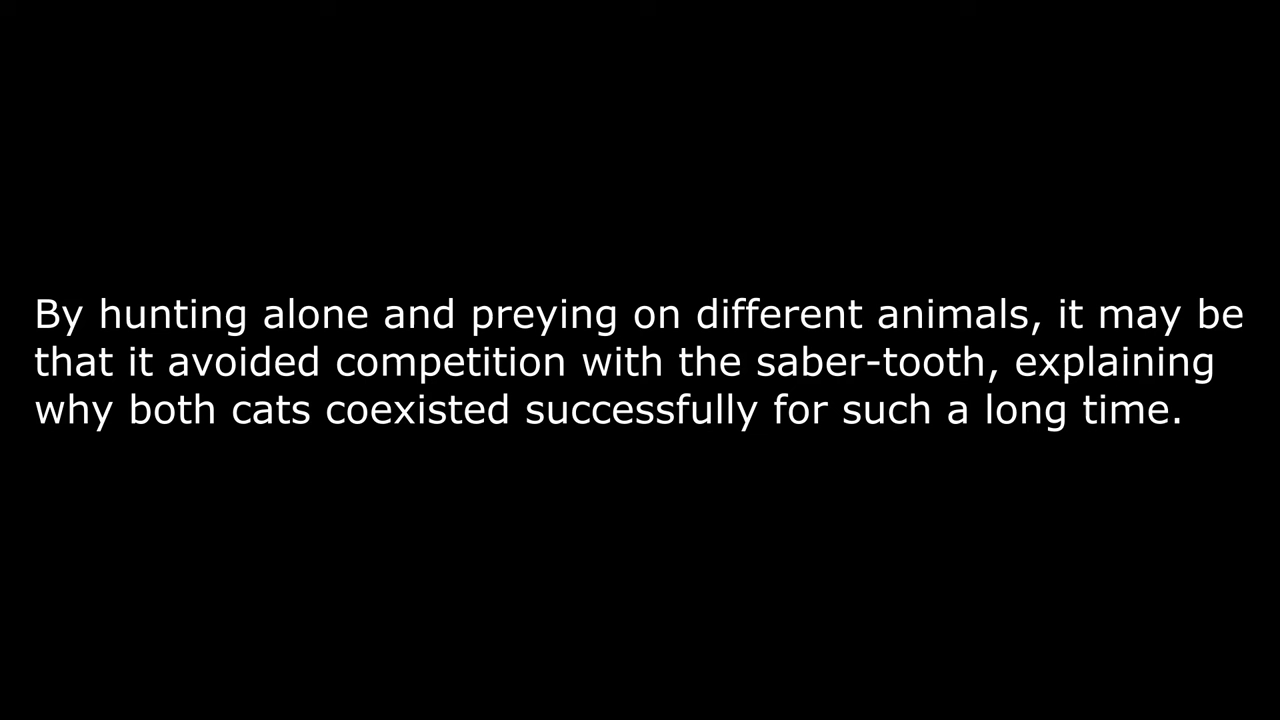 By hunting alone and preying on different animals, it may be
that it avoided competition with the saber-tooth, explaining
why both cats coexisted successfully for such a long time.